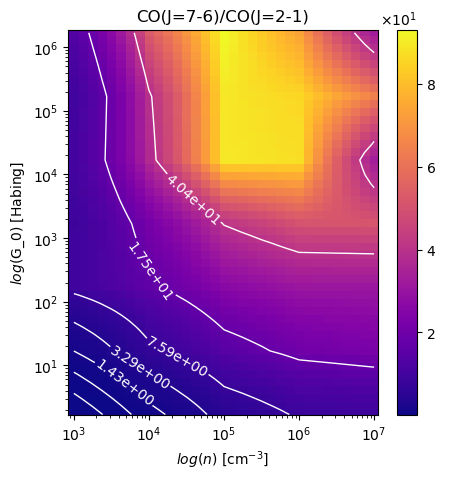 CO(J=7-6)/CO(J=2-1)
×10¹
10⁶
10⁵
10⁴
10³
10²
10¹
log(G_0) [Habing]
4.04e+01
1.75e+01
7.59e+00
3.29e+00
1.43e+00
8
6
4
2
10³ 10⁴ 10⁵ 10⁶ 10⁷
log(n) [cm⁻³]